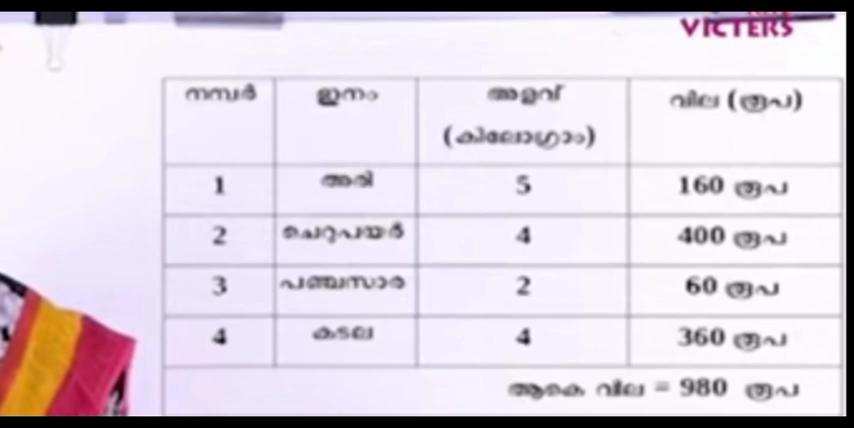 VICTERS
നമ്പർ ഇനം അളവ് (കിലോഗ്രാം) വില (രൂപ)
1 അരി 5 160 രൂപ
2 ചെറുപയർ 4 400 രൂപ
3 പഞ്ചസാര 2 60 രൂപ
4 കടല 4 360 രൂപ
ആകെ വില = 980 രൂപ